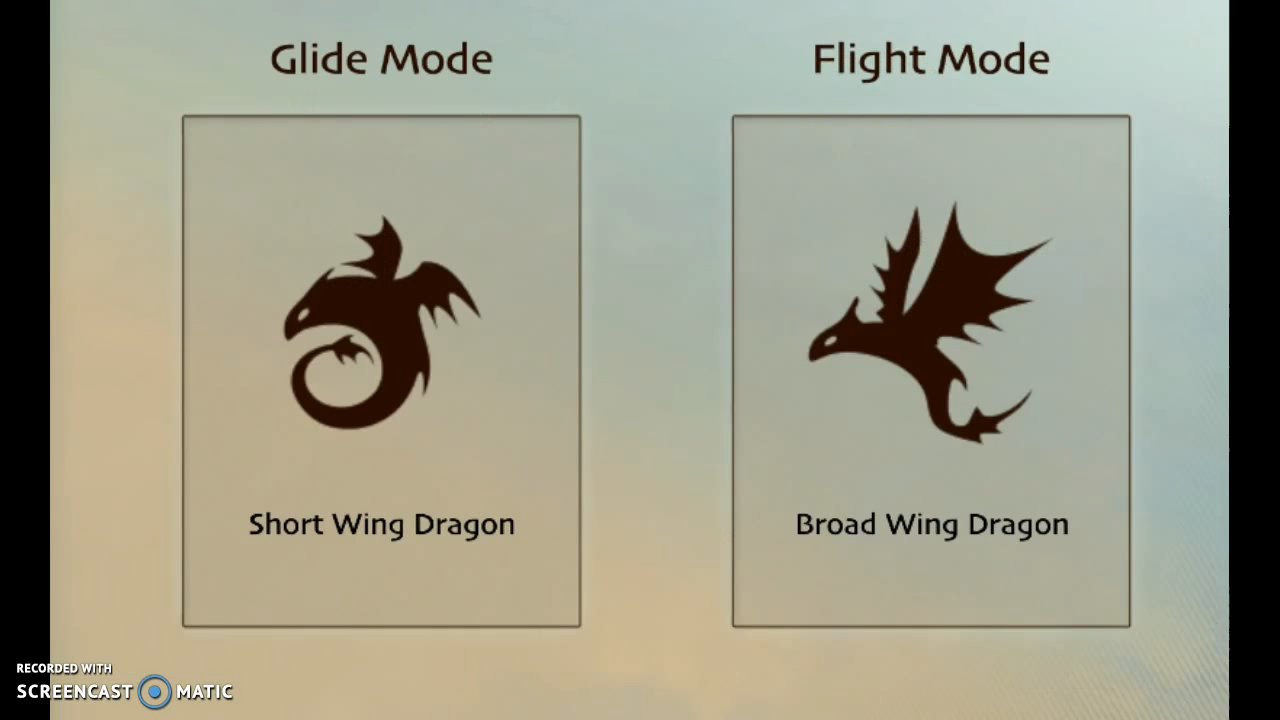 Glide Mode
Flight Mode
Short Wing Dragon
Broad Wing Dragon
RECORDED WITH
SCREENCAST MATIC